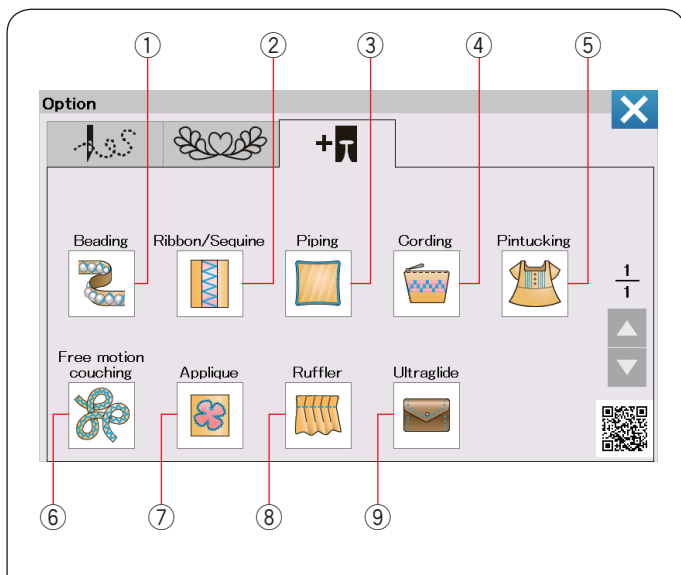 ① ② ③ ④ ⑤
Option
Beading Ribbon/Sequine Piping Cording Pintucking
1
1
Free motion
couching Applique Ruffler Ultraglide
⑥ ⑦ ⑧ ⑨